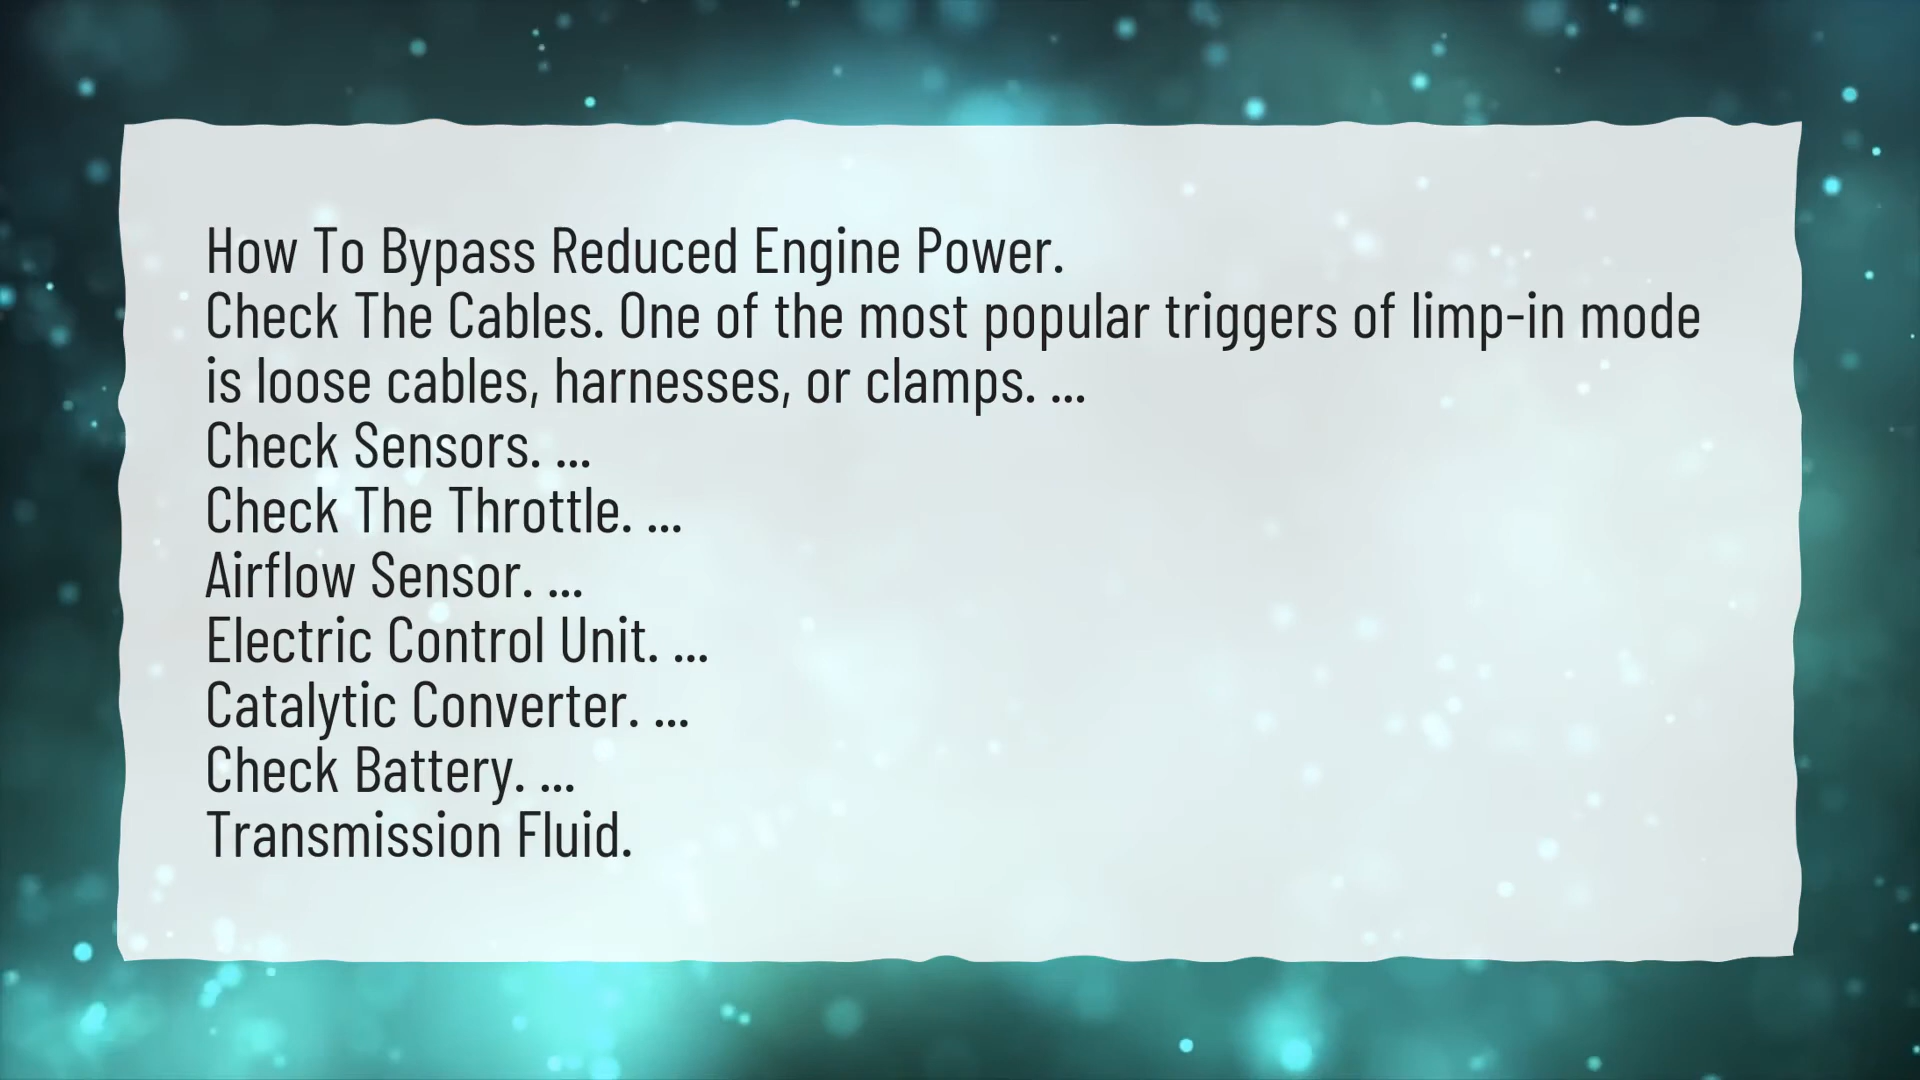 How To Bypass Reduced Engine Power.
Check The Cables. One of the most popular triggers of limp-in mode
is loose cables, harnesses, or clamps. ...
Check Sensors. ...
Check The Throttle. ...
Airflow Sensor. ...
Electric Control Unit. ...
Catalytic Converter. ...
Check Battery. ...
Transmission Fluid.